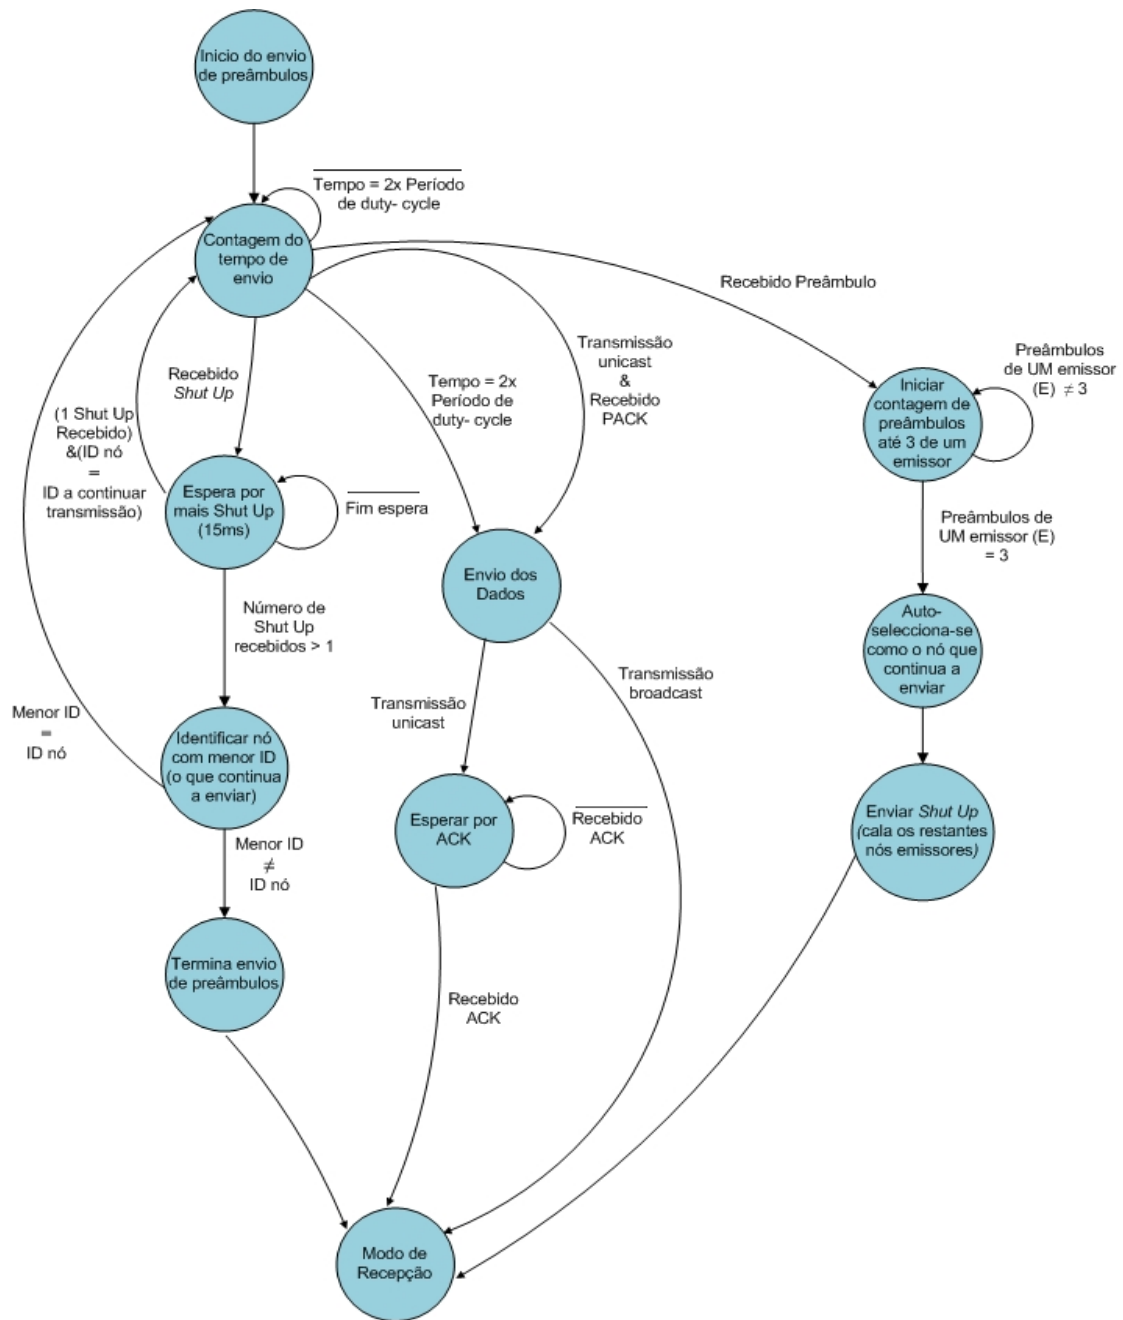 Inicio do envio
de preâmbulos
Tempo = 2x Período
de duty- cycle
Contagem do
tempo de
envio
Recebido Preâmbulo
Transmissão
unicast
&
Recebido
PACK
Preâmbulos
de UM emissor
(E) ≠ 3
Recebido
Shut Up
Tempo = 2x
Período de
duty- cycle
Iniciar
contagem de
preâmbulos
até 3 de um
emissor
(1 Shut Up
Recebido)
&(ID nó
=
ID a continuar
transmissão)
Espera por
mais Shut Up
(15ms)
Fim espera
Preâmbulos de
UM emissor (E)
= 3
Envio dos
Dados
Número de
Shut Up
recebidos > 1
Auto-
selecciona-se
como o nó que
continua a
enviar
Transmissão
broadcast
Transmissão
unicast
Menor ID
=
ID nó
Identificar nó
com menor ID
(o que continua
a enviar)
Esperar por
ACK
Recebido
ACK
Enviar Shut Up
(cala os restantes
nós emissores)
Menor ID
≠
ID nó
Termina envio
de preâmbulos
Recebido
ACK
Modo de
Recepção